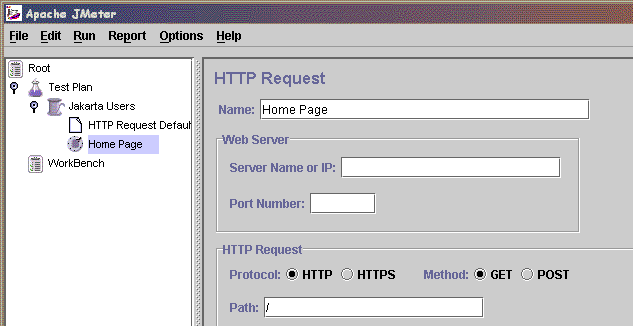 Apache JMeter
File Edit Run Report Options Help
Root
Test Plan
Jakarta Users
HTTP Request Defau
Home Page
WorkBench
HTTP Request
Name: Home Page
Web Server
Server Name or IP:
Port Number:
HTTP Request
Protocol: HTTP HTTPS Method: GET POST
Path: /